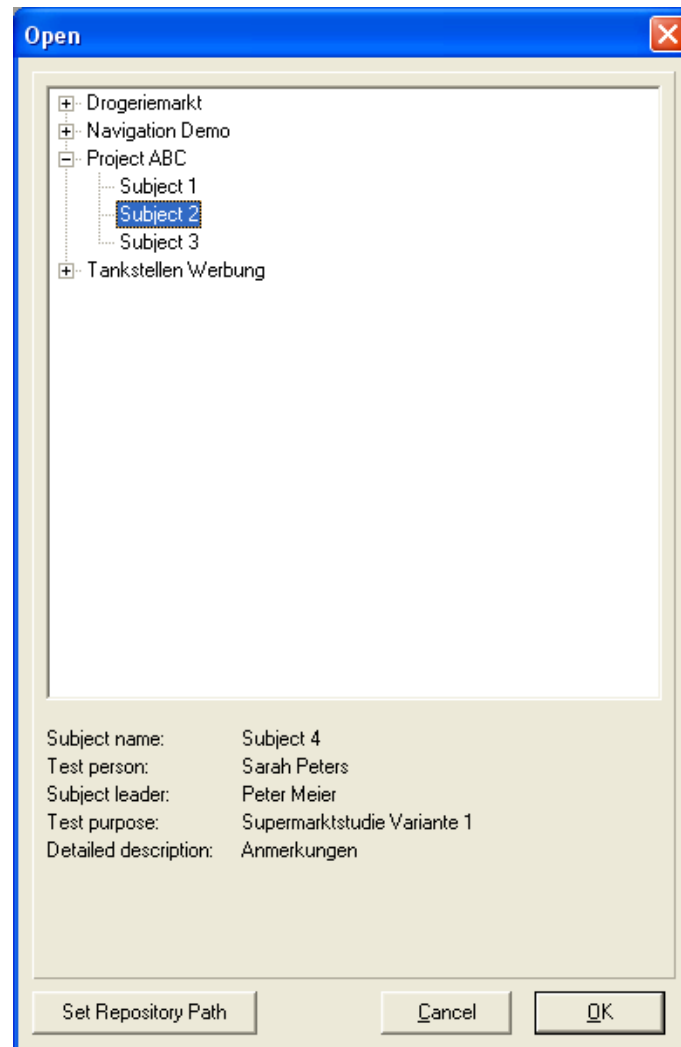 Open
Drogeriemarkt
Navigation Demo
Project ABC
Subject 1
Subject 2
Subject 3
Tankstellen Werbung
Subject name: Subject 4
Test person: Sarah Peters
Subject leader: Peter Meier
Test purpose: Supermarktstudie Variante 1
Detailed description: Anmerkungen
Set Repository Path Cancel OK